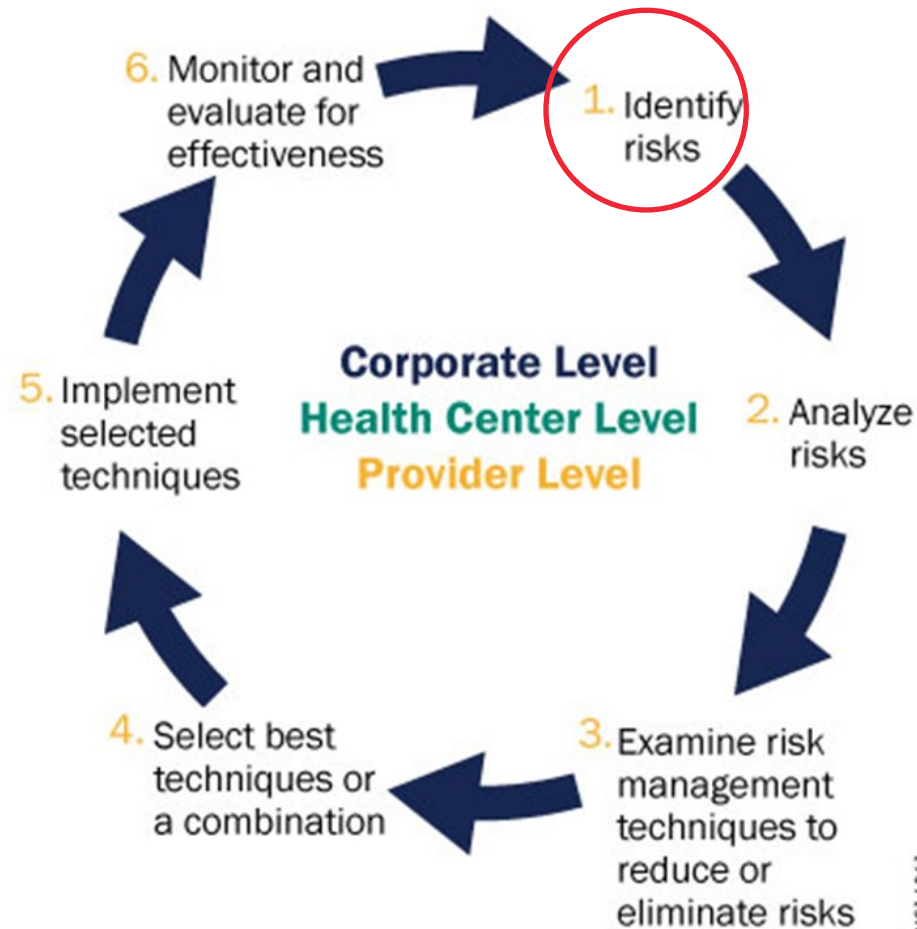 1. Identify
risks
2. Analyze
risks
3. Examine risk
management
techniques to
reduce or
eliminate risks
4. Select best
techniques or
a combination
5. Implement
selected
techniques
6. Monitor and
evaluate for
effectiveness
Corporate Level
Health Center Level
Provider Level